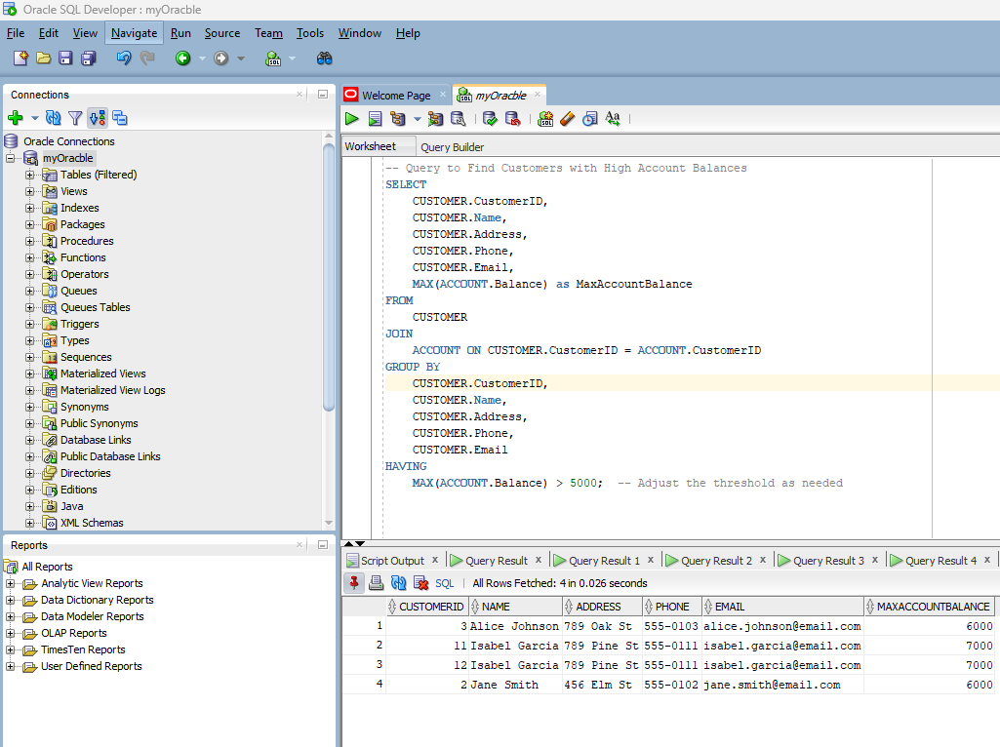 Oracle SQL Developer : myOracble
File Edit View Navigate Run Source Team Tools Window Help
Connections
Oracle Connections
myOracble
Tables (Filtered)
Views
Indexes
Packages
Procedures
Functions
Operators
Queues
Queues Tables
Triggers
Types
Sequences
Materialized Views
Materialized View Logs
Synonyms
Public Synonyms
Database Links
Public Database Links
Directories
Editions
Java
XML Schemas
Reports
All Reports
Analytic View Reports
Data Dictionary Reports
Data Modeler Reports
OLAP Reports
TimesTen Reports
User Defined Reports
Welcome Page myOracble
Worksheet Query Builder
-- Query to Find Customers with High Account Balances
SELECT
CUSTOMER.CustomerID,
CUSTOMER.Name,
CUSTOMER.Address,
CUSTOMER.Phone,
CUSTOMER.Email,
MAX(ACCOUNT.Balance) as MaxAccountBalance
FROM
CUSTOMER
JOIN
ACCOUNT ON CUSTOMER.CustomerID = ACCOUNT.CustomerID
GROUP BY
CUSTOMER.CustomerID,
CUSTOMER.Name,
CUSTOMER.Address,
CUSTOMER.Phone,
CUSTOMER.Email
HAVING
MAX(ACCOUNT.Balance) > 5000; -- Adjust the threshold as needed
Script Output x Query Result x Query Result 1 x Query Result 2 x Query Result 3 x Query Result 4 x
SQL | All Rows Fetched: 4 in 0.026 seconds
CUSTOMERID NAME ADDRESS PHONE EMAIL MAXACCOUNTBALANCE
1 3 Alice Johnson 789 Oak St 555-0103 alice.johnson@email.com 6000
2 11 Isabel Garcia 789 Pine St 555-0111 isabel.garcia@email.com 7000
3 12 Isabel Garcia 789 Pine St 555-0111 isabel.garcia@email.com 7000
4 2 Jane Smith 456 Elm St 555-0102 jane.smith@email.com 6000